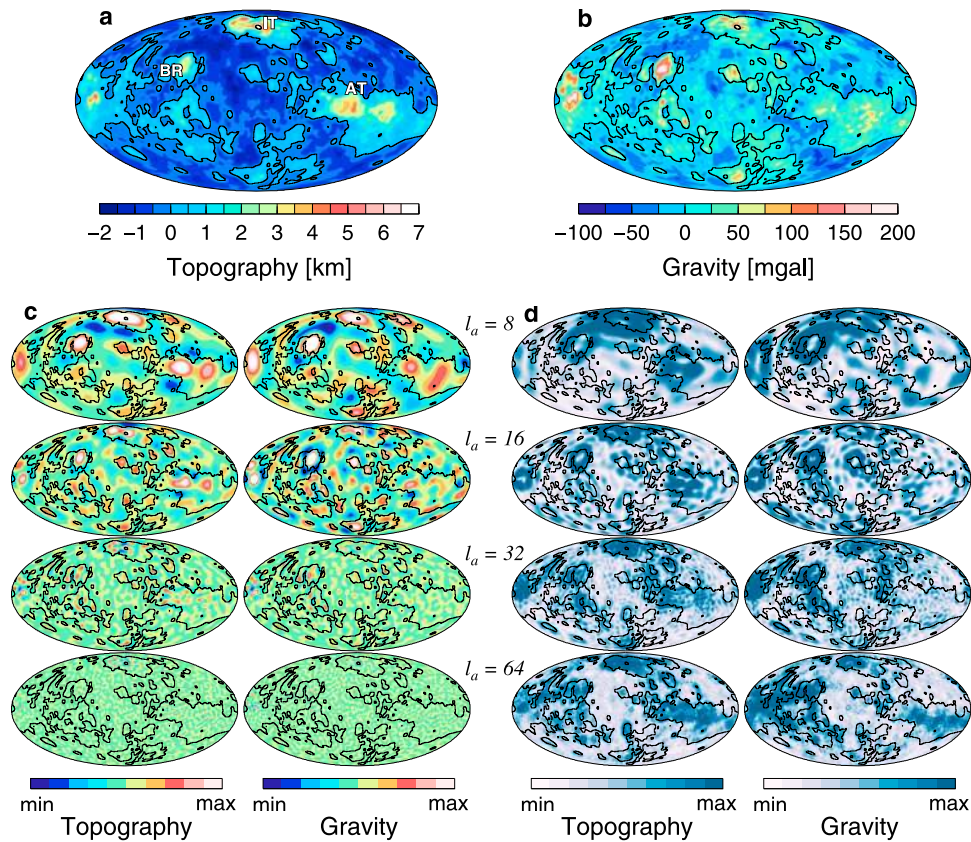 a
b
IT
BR
AT
−2 −1 0 1 2 3 4 5 6 7
Topography [km]
−100 −50 0 50 100 150 200
Gravity [mgal]
c
d
l_a = 8
l_a = 16
l_a = 32
l_a = 64
min max
Topography
min max
Gravity
min max
Topography
min max
Gravity